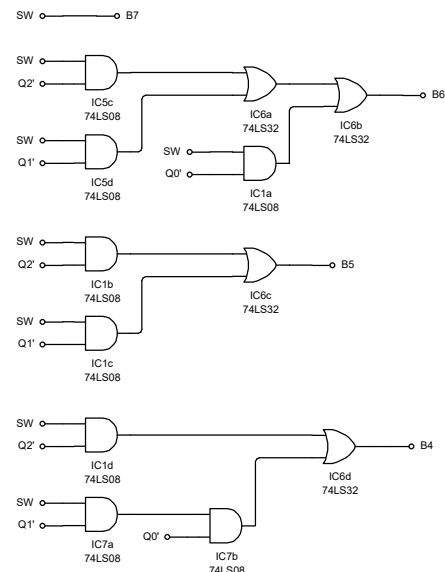 SW B7
SW
Q2'
IC5c
74LS08
IC6a
74LS32
IC6b
74LS32
B6
SW
Q1'
IC5d
74LS08
SW
Q0'
IC1a
74LS08
SW
Q2'
IC1b
74LS08
IC6c
74LS32
B5
SW
Q1'
IC1c
74LS08
SW
Q2'
IC1d
74LS08
IC6d
74LS32
B4
SW
Q1'
IC7a
74LS08
Q0'
IC7b
74LS08